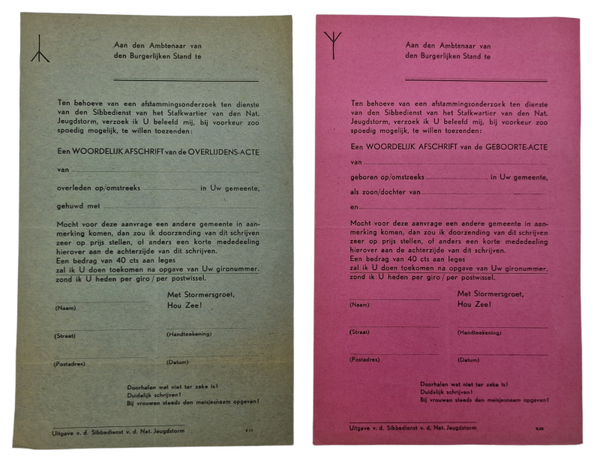 Aan den Ambtenaar van
den Burgerlijken Stand te
Ten behoeve van een afstammingsonderzoek ten dienste
van den Sibbedienst van het Stafkwartier van den Nat.
Jeugdstorm, verzoek ik U beleefd mij, bij voorkeur zoo
spoedig mogelijk, te willen toezenden:
Een WOORDELIJK AFSCHRIFT van de OVERLIJDENS-ACTE
van
overleden op/omstreeks in Uw gemeente,
gehuwd met
Mocht voor deze aanvrage een andere gemeente in aan-
merking komen, dan zou ik doorzending van dit schrijven
zeer op prijs stellen, of anders een korte mededeeling
hierover aan de achterzijde van dit schrijven.
Een bedrag van 40 cts aan leges
zal ik U doen toekomen na opgave van Uw gironummer.
zond ik U heden per giro / per postwissel.
Met Stormersgroet,
Hou Zee!
(Naam)
(Straat) (Handteekening)
(Postadres) (Datum)
Doorhalen wat niet ter zake is!
Duidelijk schrijven!
Bij vrouwen steeds den meisjesnaam opgeven!
Uitgave v. d. Sibbedienst v. d. Nat. Jeugdstorm
Aan den Ambtenaar van
den Burgerlijken Stand te
Ten behoeve van een afstammingsonderzoek ten dienste
van den Sibbedienst van het Stafkwartier van den Nat.
Jeugdstorm, verzoek ik U beleefd mij, bij voorkeur zoo
spoedig mogelijk, te willen toezenden:
Een WOORDELIJK AFSCHRIFT van de GEBOORTE-ACTE
van
geboren op/omstreeks in Uw gemeente,
als zoon/dochter van
en
Mocht voor deze aanvrage een andere gemeente in aan-
merking komen, dan zou ik doorzending van dit schrijven
zeer op prijs stellen, of anders een korte mededeeling
hierover aan de achterzijde van dit schrijven.
Een bedrag van 40 cts aan leges
zal ik U doen toekomen na opgave van Uw gironummer.
zond ik U heden per giro / per postwissel.
Met Stormersgroet,
Hou Zee!
(Naam)
(Straat) (Handteekening)
(Postadres) (Datum)
Doorhalen wat niet ter zake is!
Duidelijk schrijven!
Bij vrouwen steeds den meisjesnaam opgeven!
Uitgave v. d. Sibbedienst v. d. Nat. Jeugdstorm